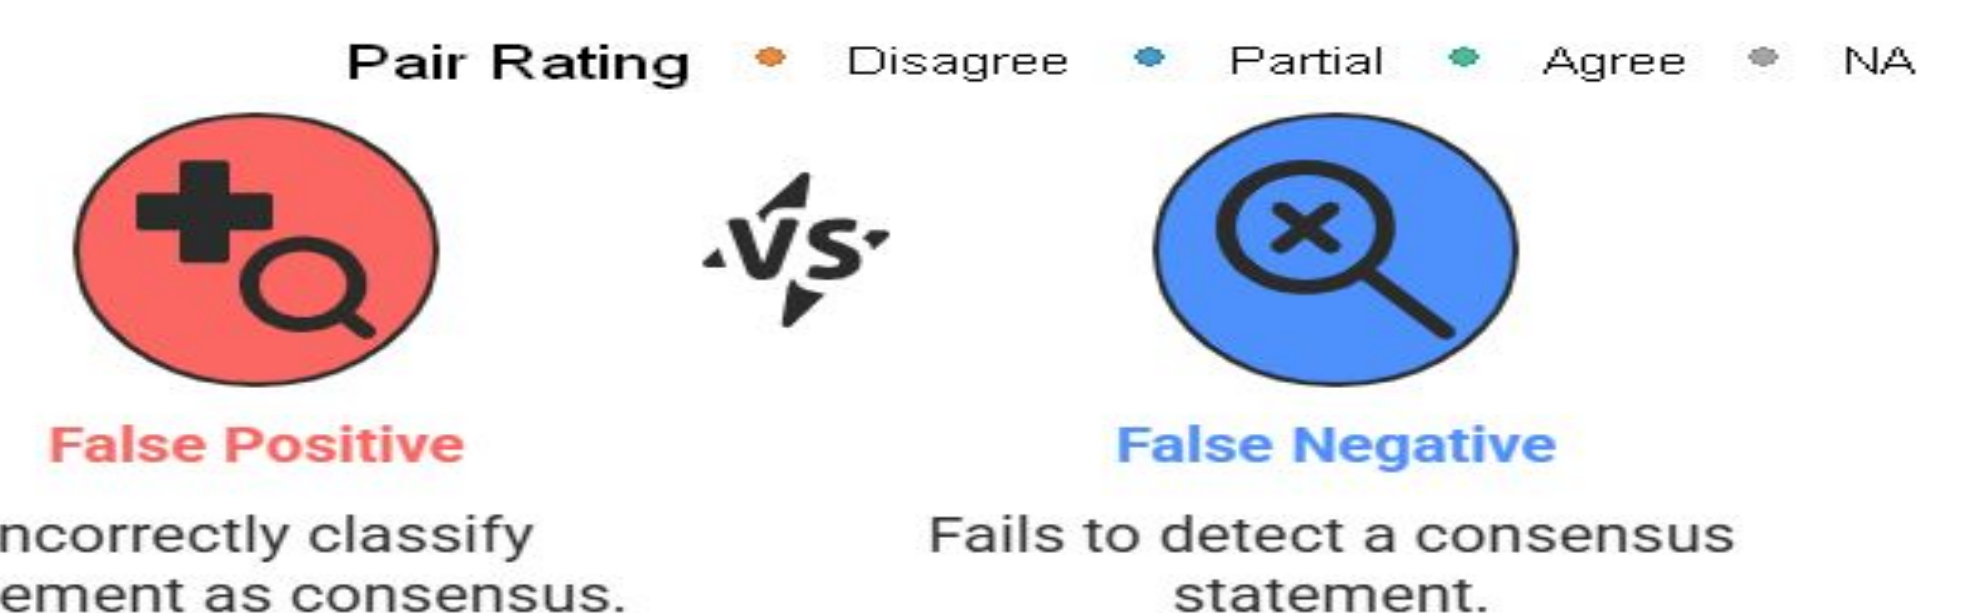 Pair Rating Disagree Partial Agree NA
VS
False Positive
False Negative
ncorrectly classify
ement as consensus.
Fails to detect a consensus
statement.